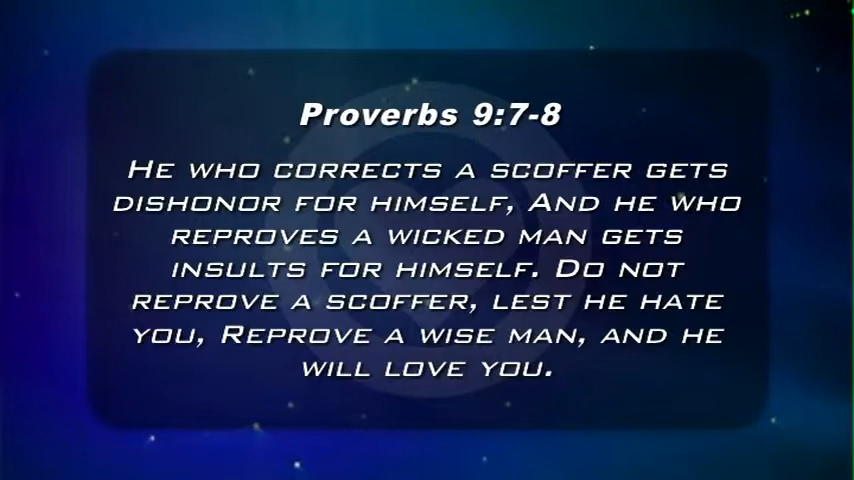 Proverbs 9:7-8
HE WHO CORRECTS A SCOFFER GETS
DISHONOR FOR HIMSELF, AND HE WHO
REPROVES A WICKED MAN GETS
INSULTS FOR HIMSELF. DO NOT
REPROVE A SCOFFER, LEST HE HATE
YOU, REPROVE A WISE MAN, AND HE
WILL LOVE YOU.